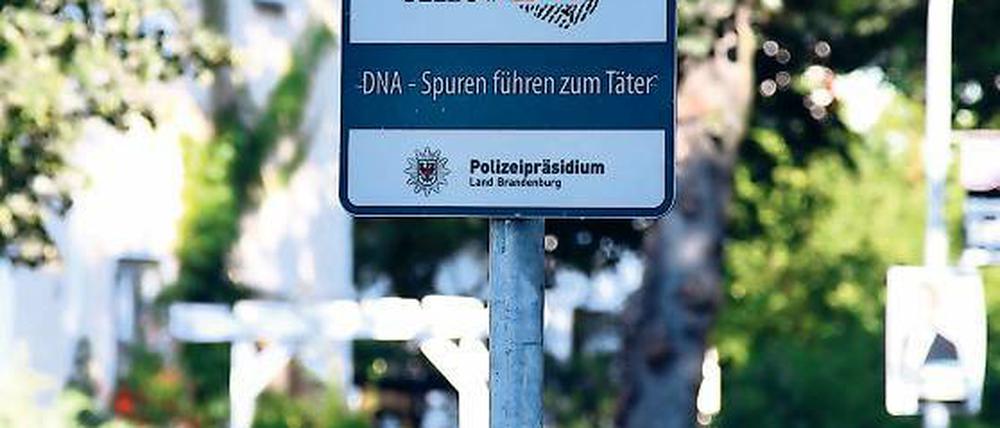 -DNA - Spuren führen zum Täter-
Polizeipräsidium
Land Brandenburg